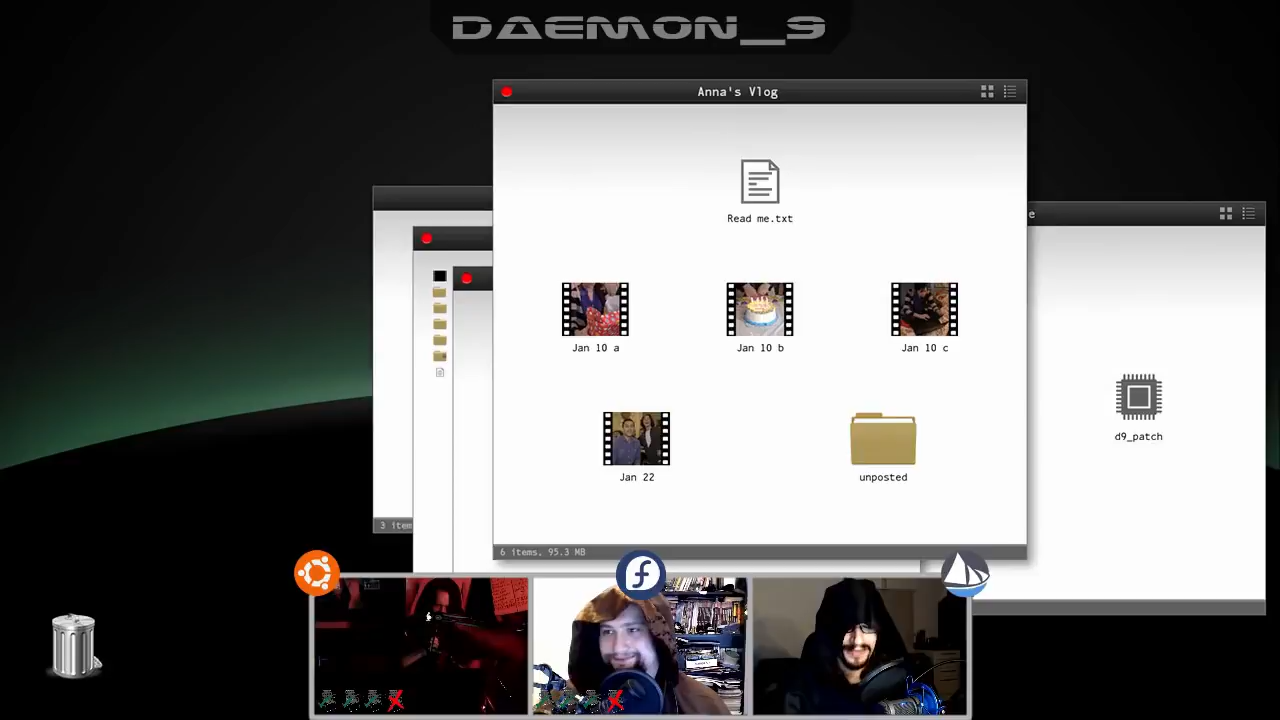 DAEMON_9
Anna's Vlog
Read me.txt
e
Jan 10 a
Jan 10 b
Jan 10 c
d9_patch
Jan 22
unposted
3 item
6 items, 95.3 MB